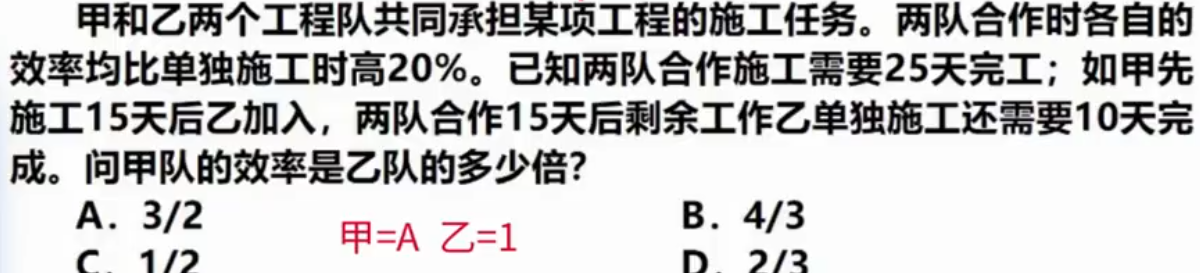 甲和乙两个工程队共同承担某项工程的施工任务。两队合作时各自的
效率均比单独施工时高20%。已知两队合作施工需要25天完工；如甲先
施工15天后乙加入，两队合作15天后剩余工作乙单独施工还需要10天完
成。问甲队的效率是乙队的多少倍？
A. 3/2 B. 4/3
甲=A 乙=1
C. 1/2 D. 2/3